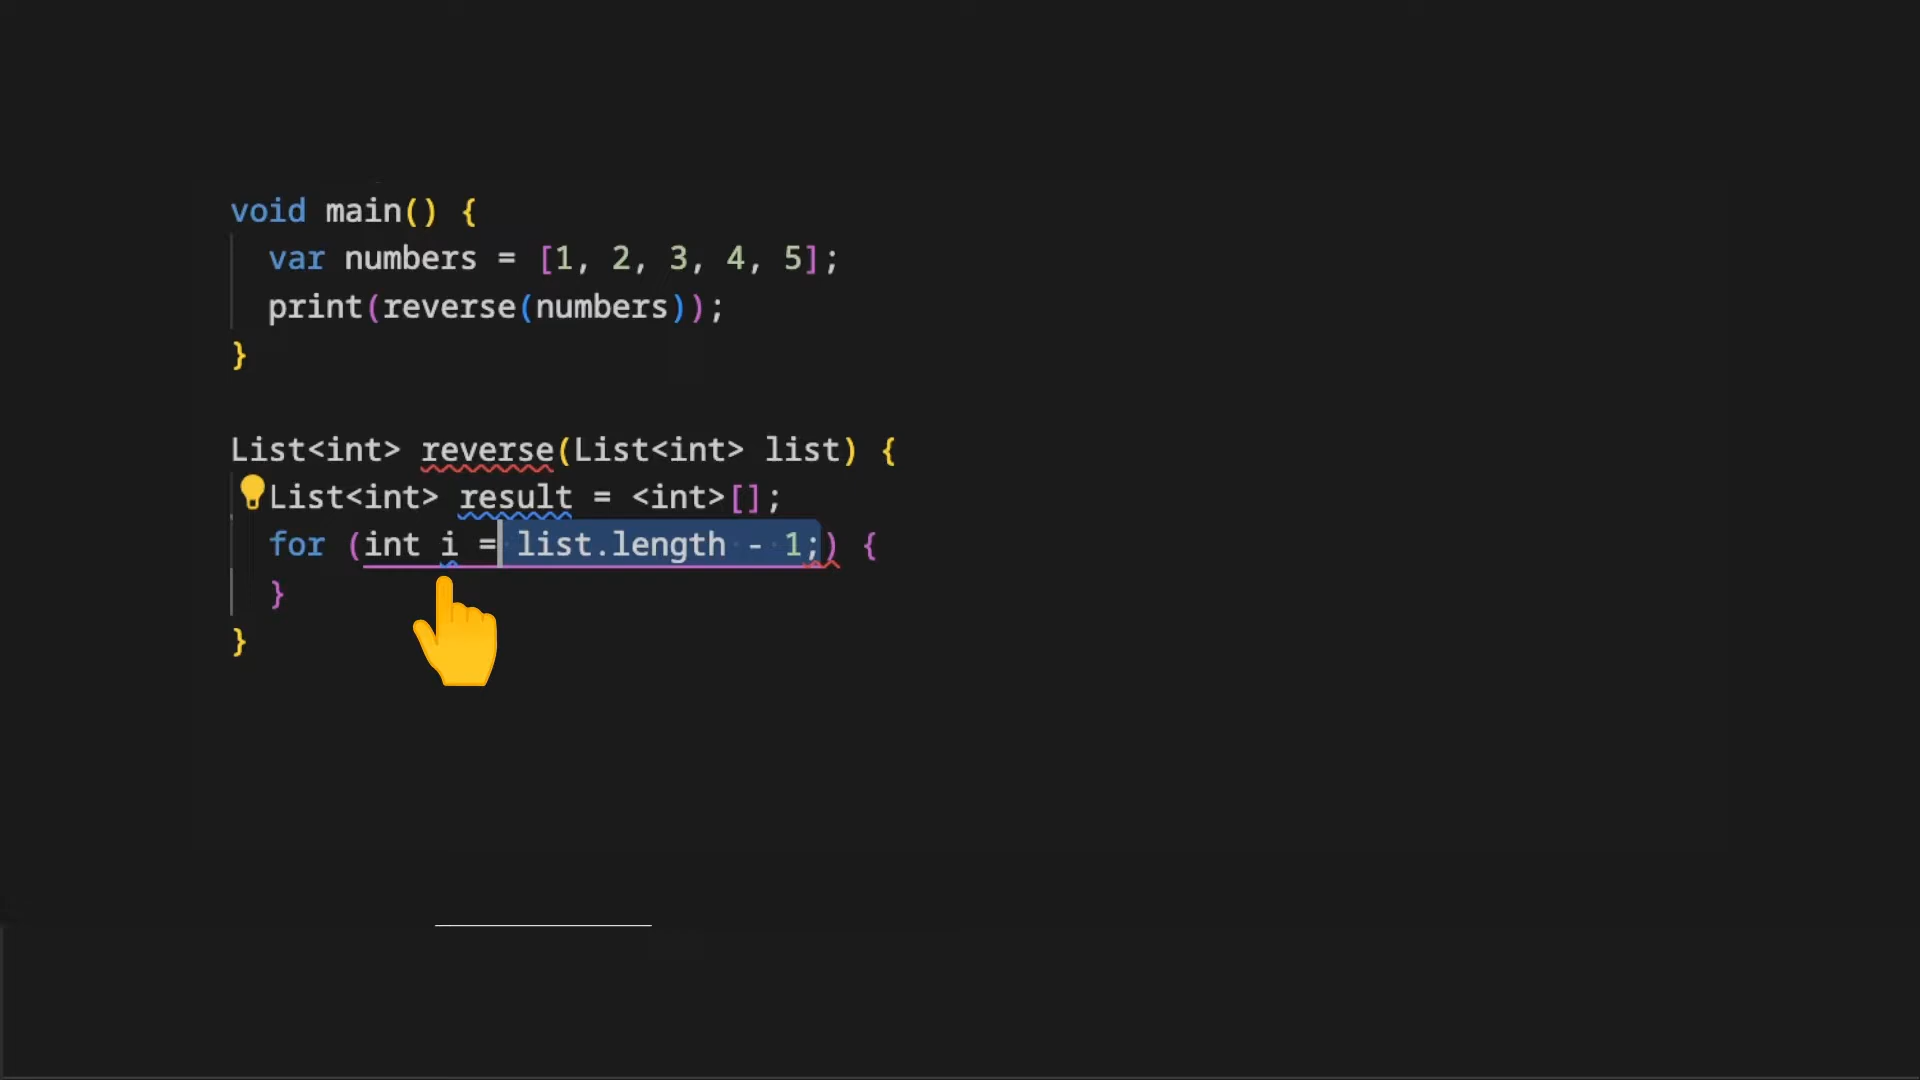 void main() {
var numbers = [1, 2, 3, 4, 5];
print(reverse(numbers));
}
List<int> reverse(List<int> list) {
List<int> result = <int>[];
for (int i = list.length - 1;) {
}
}